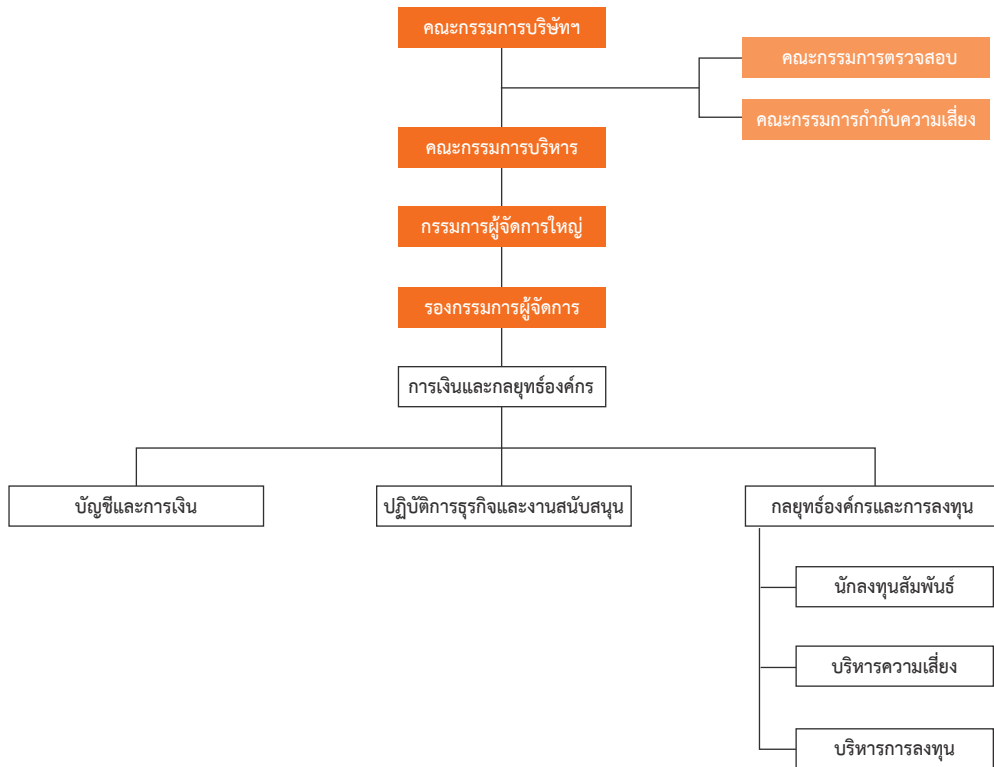 คณะกรรมการบริษัทฯ
คณะกรรมการตรวจสอบ
คณะกรรมการกำกับความเสี่ยง
คณะกรรมการบริหาร
กรรมการผู้จัดการใหญ่
รองกรรมการผู้จัดการ
การเงินและกลยุทธ์องค์กร
บัญชีและการเงิน
ปฏิบัติการธุรกิจและงานสนับสนุน
กลยุทธ์องค์กรและการลงทุน
นักลงทุนสัมพันธ์
บริหารความเสี่ยง
บริหารการลงทุน